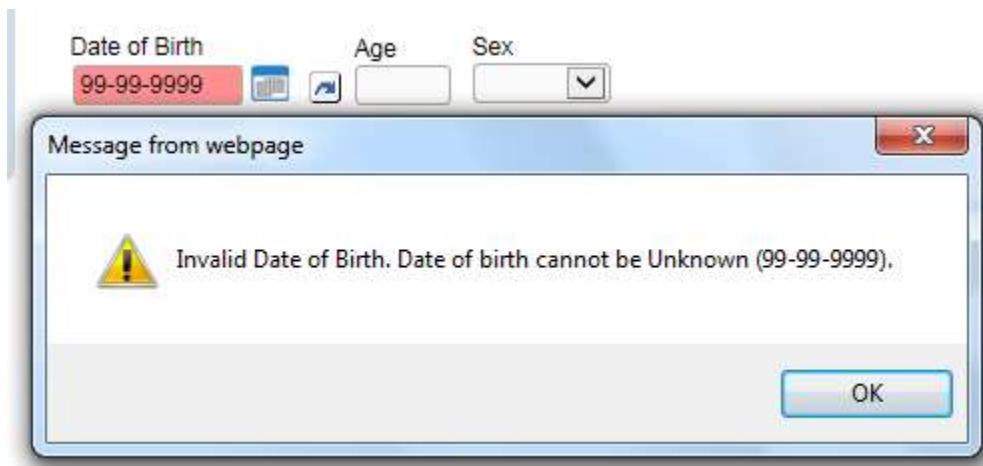 Date of Birth Age Sex
99-99-9999
Message from webpage
Invalid Date of Birth. Date of birth cannot be Unknown (99-99-9999).
OK